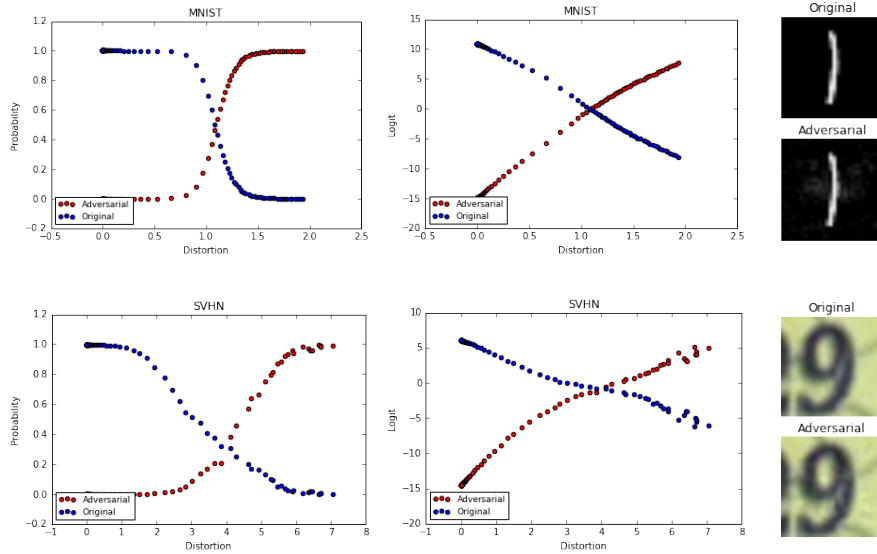 MNIST
1.2
1.0
0.8
0.6
0.4
0.2
0.0
−0.2
Probability
Adversarial
Original
−0.5
0.0
0.5
1.0
1.5
2.0
2.5
Distortion
MNIST
15
10
5
0
−5
−10
−15
−20
Logit
Adversarial
Original
−0.5
0.0
0.5
1.0
1.5
2.0
2.5
Distortion
Original
Adversarial
SVHN
1.2
1.0
0.8
0.6
0.4
0.2
0.0
−0.2
Probability
Adversarial
Original
−1
0
1
2
3
4
5
6
7
8
Distortion
SVHN
10
5
0
−5
−10
−15
−20
Logit
Adversarial
Original
−1
0
1
2
3
4
5
6
7
8
Distortion
Original
9
Adversarial
9